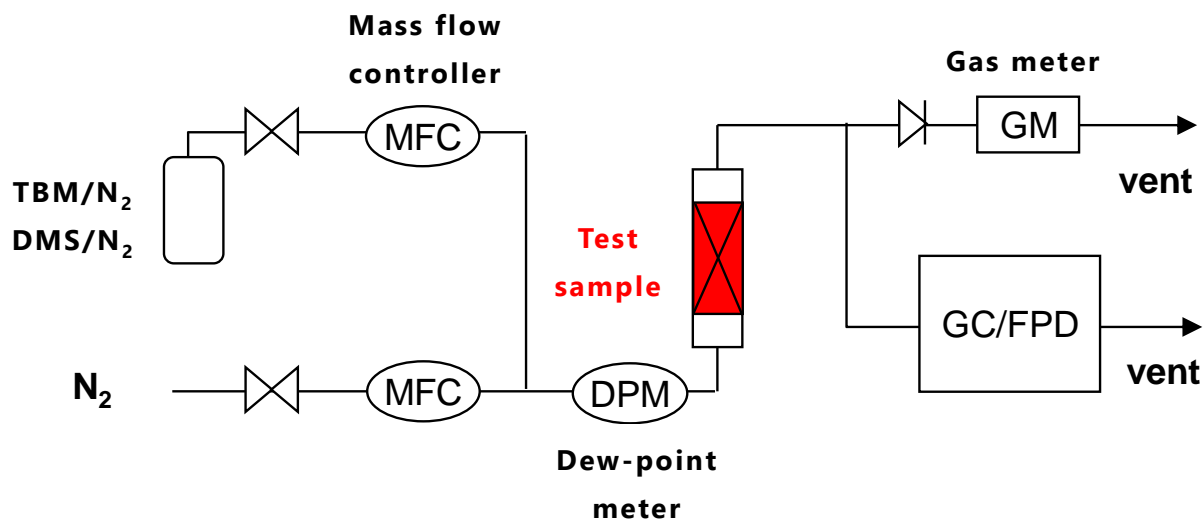 Mass flow
controller
Gas meter
MFC
GM
vent
TBM/N₂
DMS/N₂
Test
sample
GC/FPD
vent
N₂
MFC
DPM
Dew-point
meter